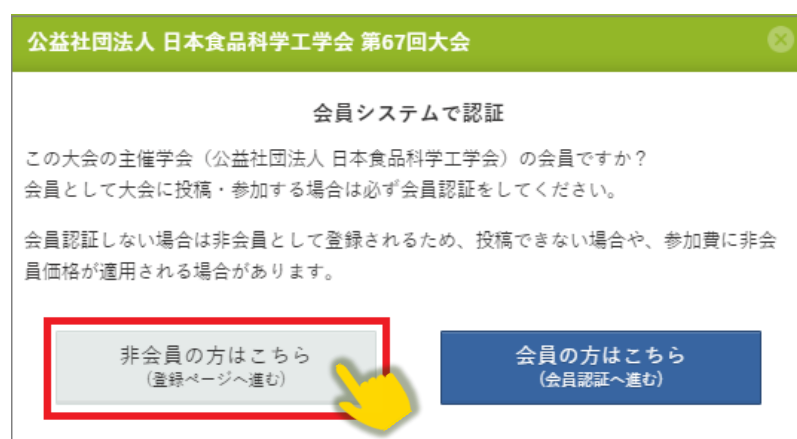 公益社団法人 日本食品科学工学会 第67回大会
会員システムで認証
この大会の主催学会（公益社団法人 日本食品科学工学会）の会員ですか？
会員として大会に投稿・参加する場合は必ず会員認証をしてください。
会員認証しない場合は非会員として登録されるため、投稿できない場合や、参加費に非会
員価格が適用される場合があります。
非会員の方はこちら
(登録ページへ進む)
会員の方はこちら
(会員認証へ進む)